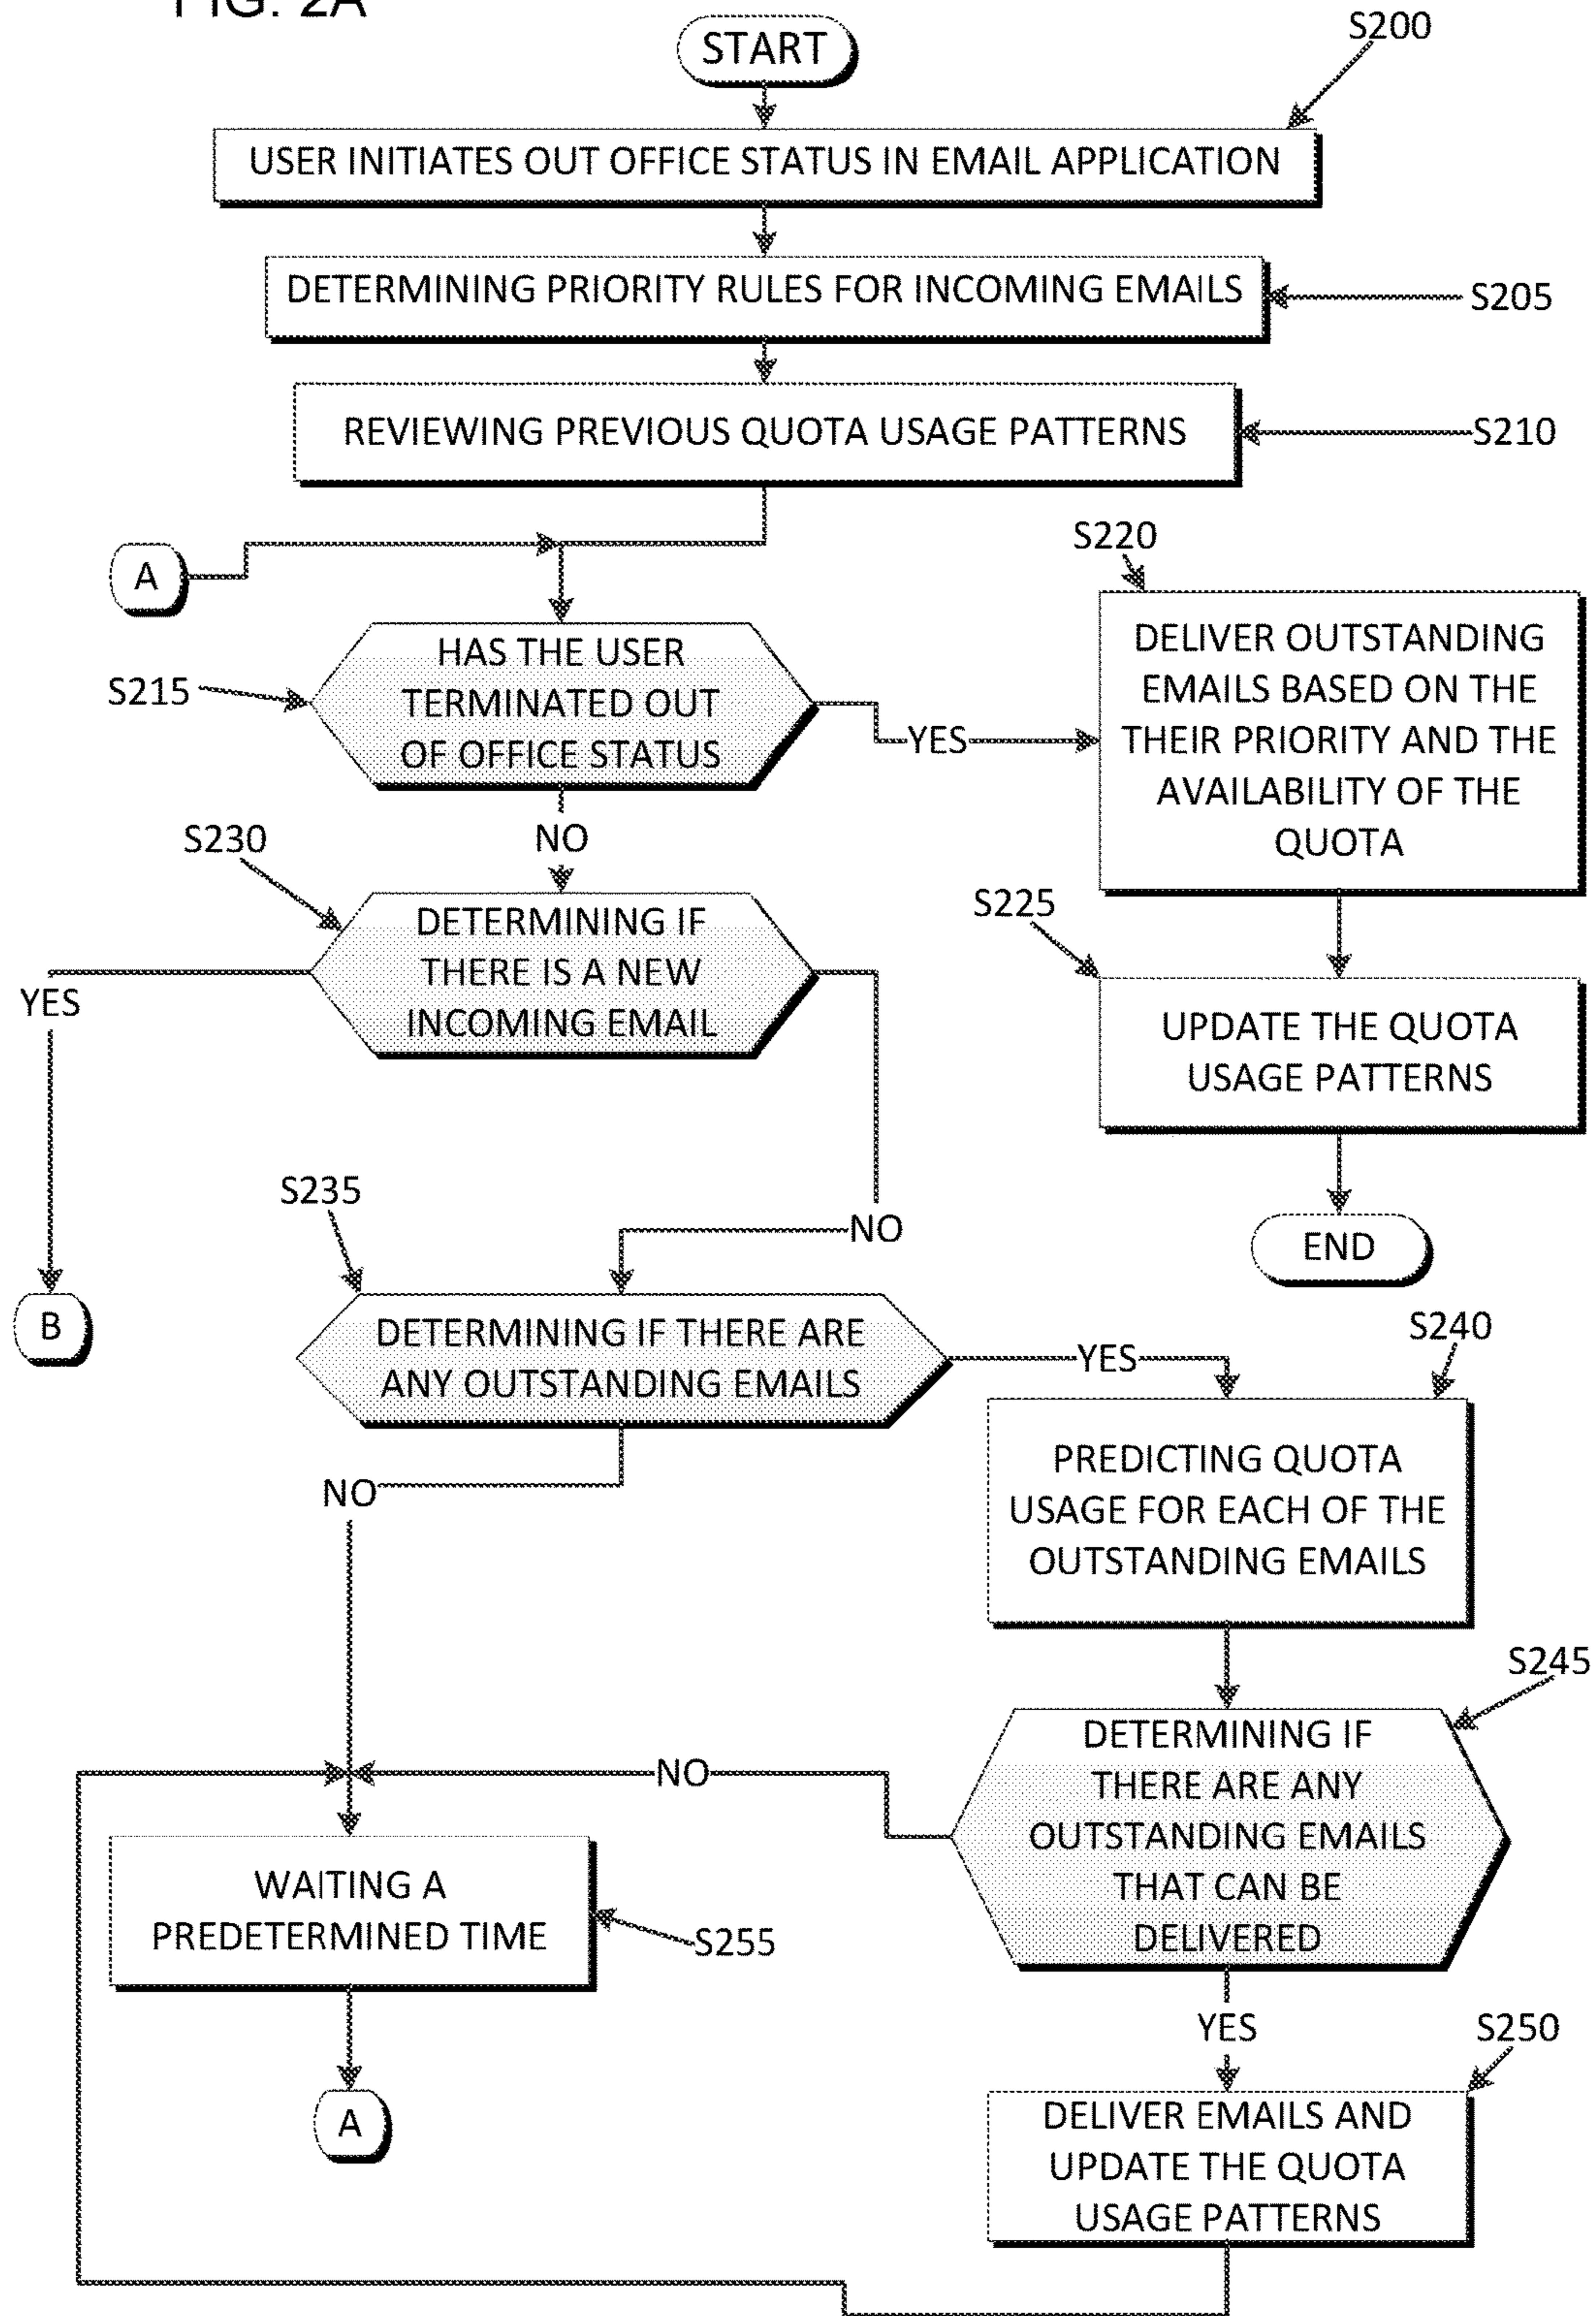 FIG. 2A
START
S200
USER INITIATES OUT OFFICE STATUS IN EMAIL APPLICATION
DETERMINING PRIORITY RULES FOR INCOMING EMAILS
S205
REVIEWING PREVIOUS QUOTA USAGE PATTERNS
S210
A
S215
HAS THE USER
TERMINATED OUT
OF OFFICE STATUS
YES
S220
DELIVER OUTSTANDING
EMAILS BASED ON THE
THEIR PRIORITY AND THE
AVAILABILITY OF THE
QUOTA
NO
S230
DETERMINING IF
THERE IS A NEW
INCOMING EMAIL
S225
UPDATE THE QUOTA
USAGE PATTERNS
END
YES
B
NO
S235
DETERMINING IF THERE ARE
ANY OUTSTANDING EMAILS
YES
S240
PREDICTING QUOTA
USAGE FOR EACH OF THE
OUTSTANDING EMAILS
NO
S245
DETERMINING IF
THERE ARE ANY
OUTSTANDING EMAILS
THAT CAN BE
DELIVERED
NO
WAITING A
PREDETERMINED TIME
S255
A
YES
S250
DELIVER EMAILS AND
UPDATE THE QUOTA
USAGE PATTERNS